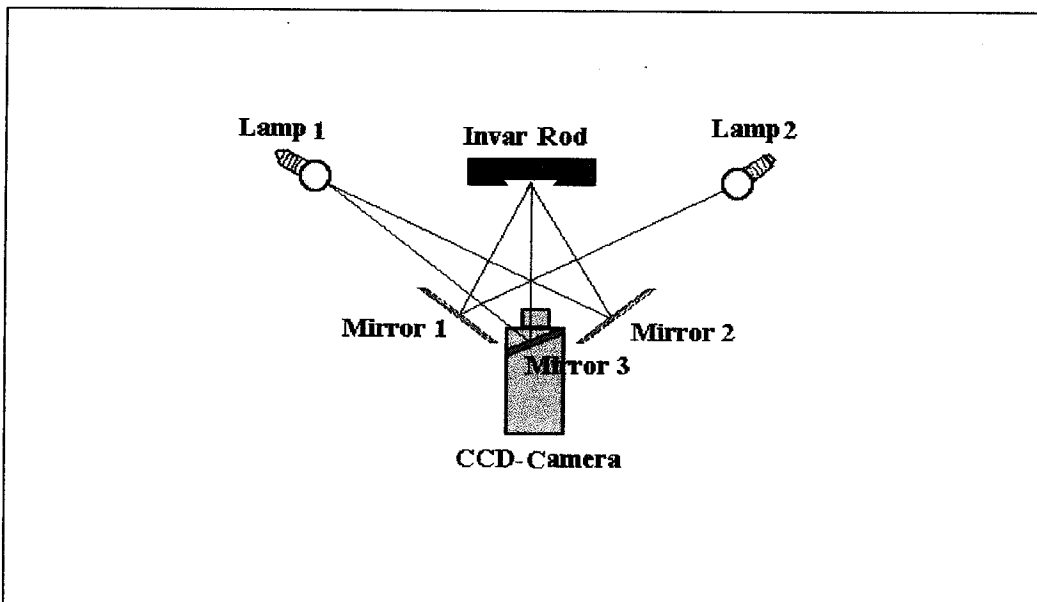 Lamp 1
Invar Rod
Lamp 2
Mirror 1
Mirror 2
Mirror 3
CCD-Camera